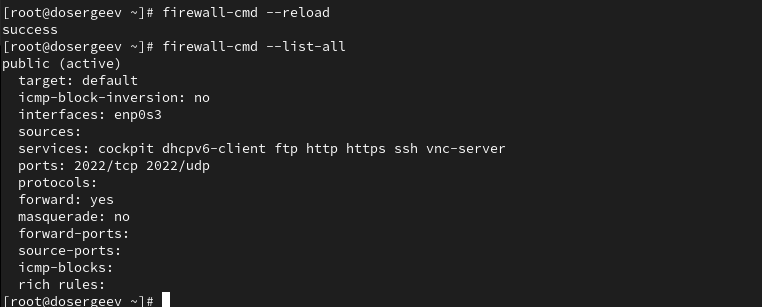 [root@dosergeev ~]# firewall-cmd --reload
success
[root@dosergeev ~]# firewall-cmd --list-all
public (active)
  target: default
  icmp-block-inversion: no
  interfaces: enp0s3
  sources:
  services: cockpit dhcpv6-client ftp http https ssh vnc-server
  ports: 2022/tcp 2022/udp
  protocols:
  forward: yes
  masquerade: no
  forward-ports:
  source-ports:
  icmp-blocks:
  rich rules:
[root@dosergeev ~]#